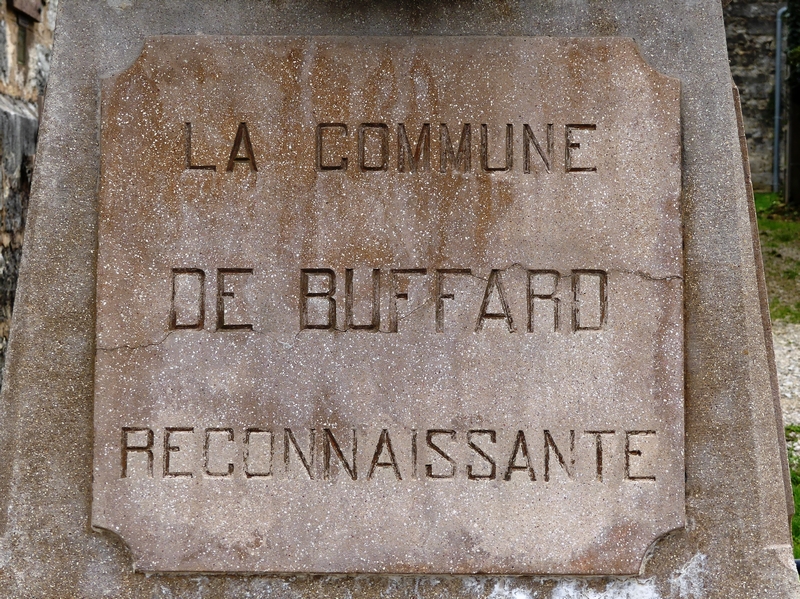 LA COMMUNE
DE BUFFARD
RECONNAISSANTE